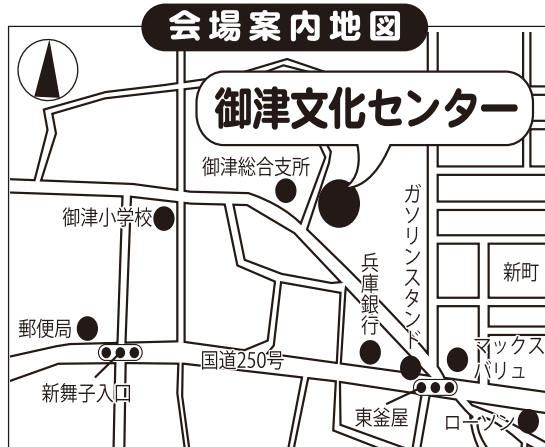 会場案内地図
御津文化センター
御津総合支所
御津小学校
ガソリンスタンド
兵庫銀行
新町
郵便局
国道250号
マックス
バリュ
新舞子入口
東釜屋
ローソン